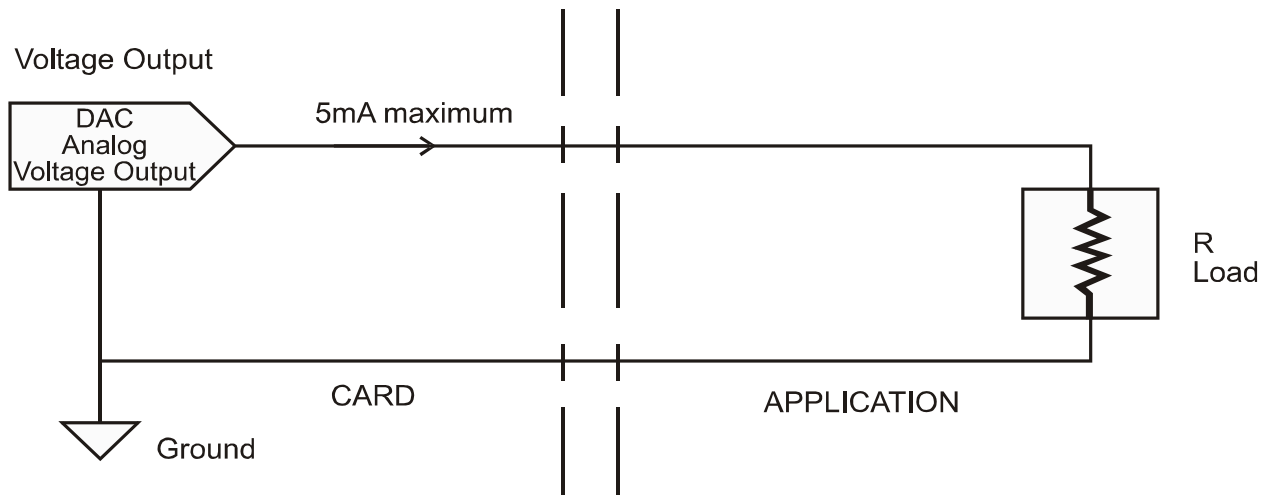 Voltage Output
DAC
Analog
Voltage Output
5mA maximum
R
Load
CARD
APPLICATION
Ground